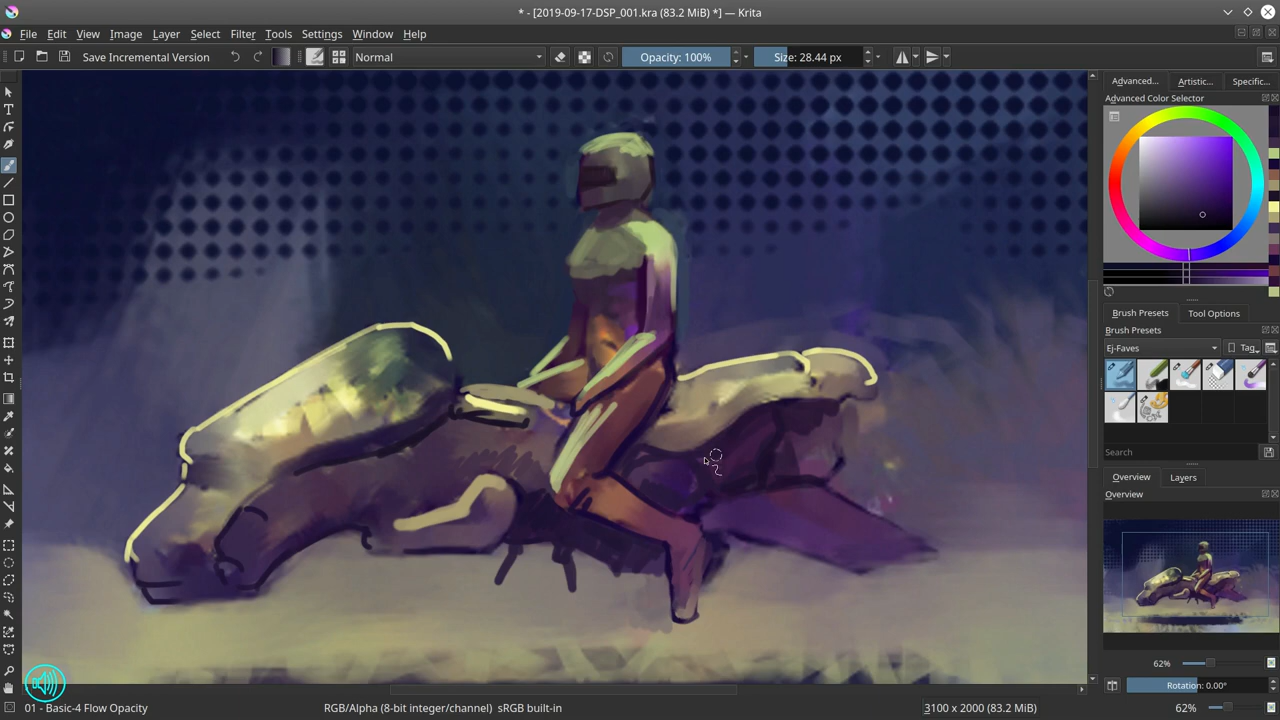 * - [2019-09-17-DSP_001.kra (83.2 MiB) *] — Krita
File Edit View Image Layer Select Filter Tools Settings Window Help
Save Incremental Version Normal Opacity: 100% Size: 28.44 px
Advanced... Artistic... Specific...
Advanced Color Selector
Brush Presets Tool Options
Brush Presets
Ej-Faves Tag
Search
Overview Layers
Overview
62%
Rotation: 0.00°
01 - Basic-4 Flow Opacity RGB/Alpha (8-bit integer/channel) sRGB built-in 3100 x 2000 (83.2 MiB) 62%